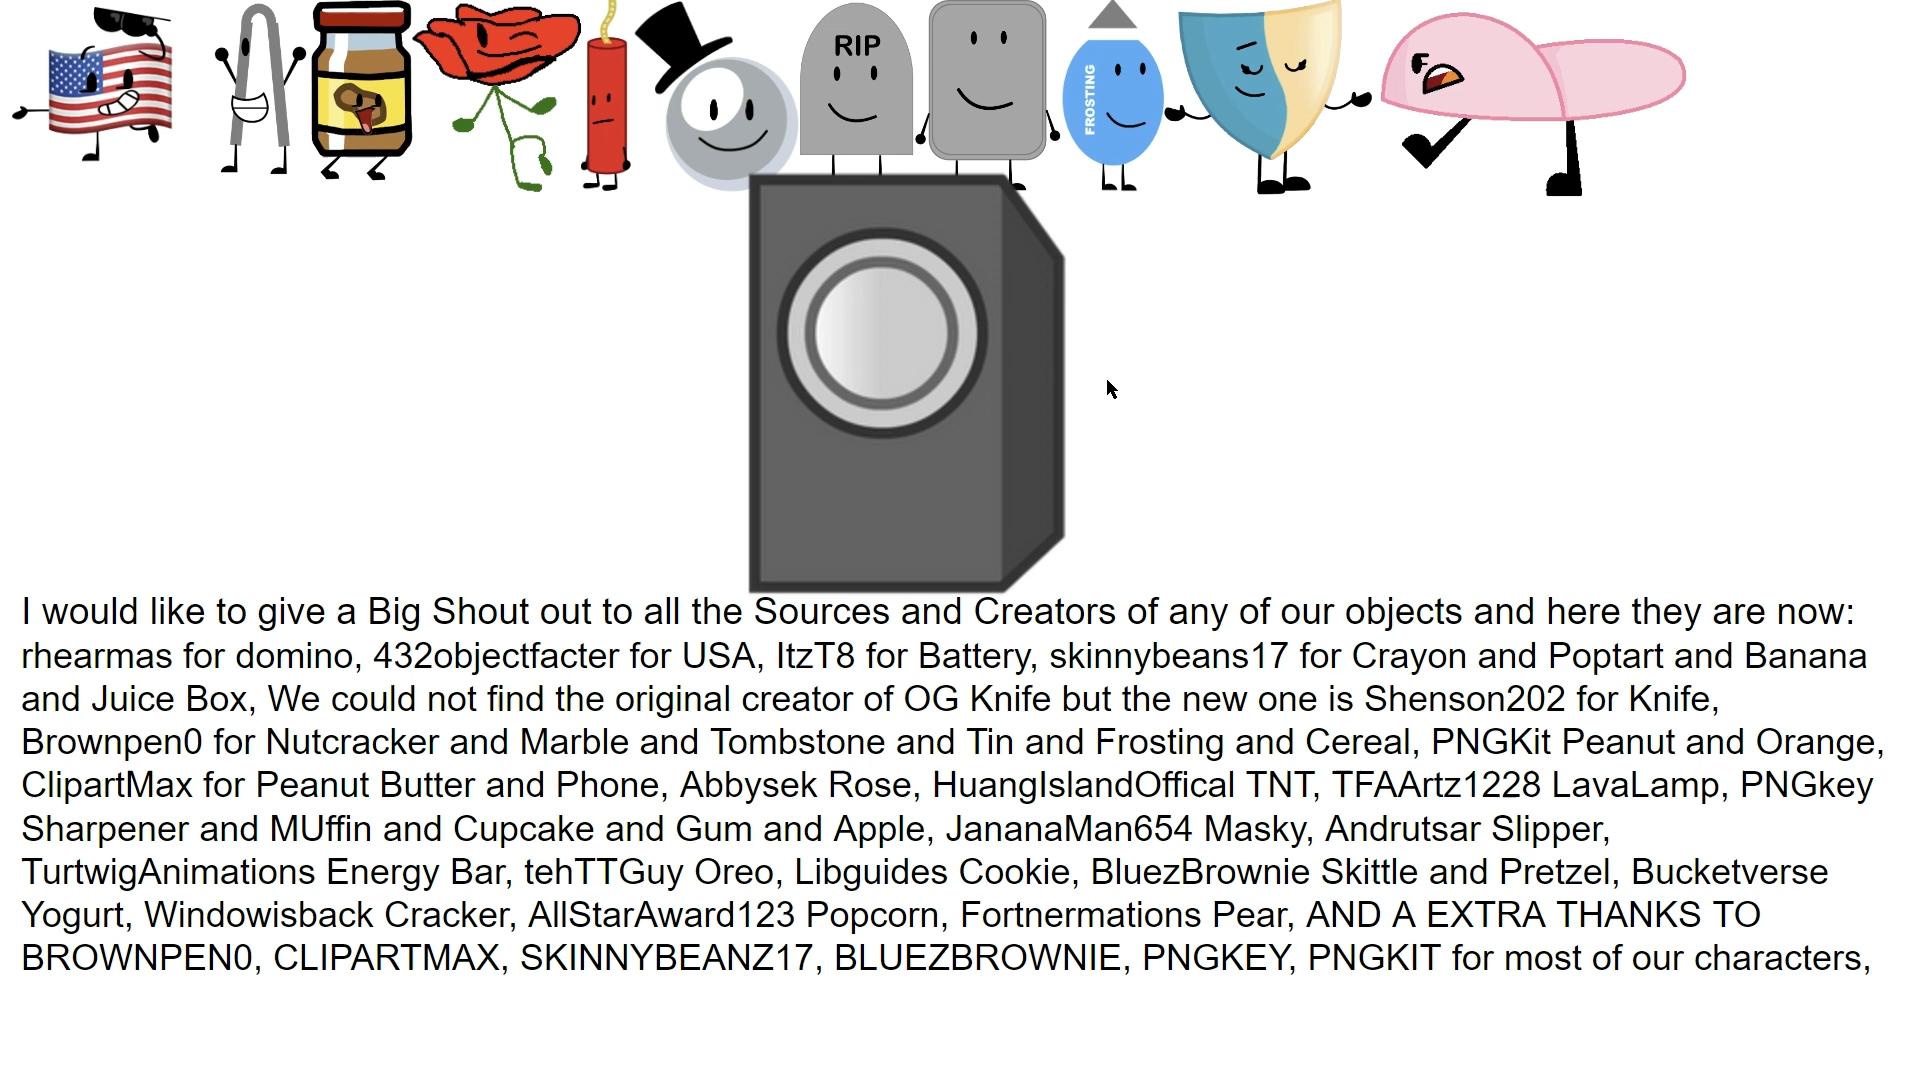 RIP
FROSTING
I would like to give a Big Shout out to all the Sources and Creators of any of our objects and here they are now:
rhearmas for domino, 432objectfacter for USA, ItzT8 for Battery, skinnybeans17 for Crayon and Poptart and Banana
and Juice Box, We could not find the original creator of OG Knife but the new one is Shenson202 for Knife,
Brownpen0 for Nutcracker and Marble and Tombstone and Tin and Frosting and Cereal, PNGKit Peanut and Orange,
ClipartMax for Peanut Butter and Phone, Abbysek Rose, HuangIslandOffical TNT, TFAArtz1228 LavaLamp, PNGkey
Sharpener and MUffin and Cupcake and Gum and Apple, JananaMan654 Masky, Andrutsar Slipper,
TurtwigAnimations Energy Bar, tehTTGuy Oreo, Libguides Cookie, BluezBrownie Skittle and Pretzel, Bucketverse
Yogurt, Windowisback Cracker, AllStarAward123 Popcorn, Fortnermations Pear, AND A EXTRA THANKS TO
BROWNPEN0, CLIPARTMAX, SKINNYBEANZ17, BLUEZBROWNIE, PNGKEY, PNGKIT for most of our characters,